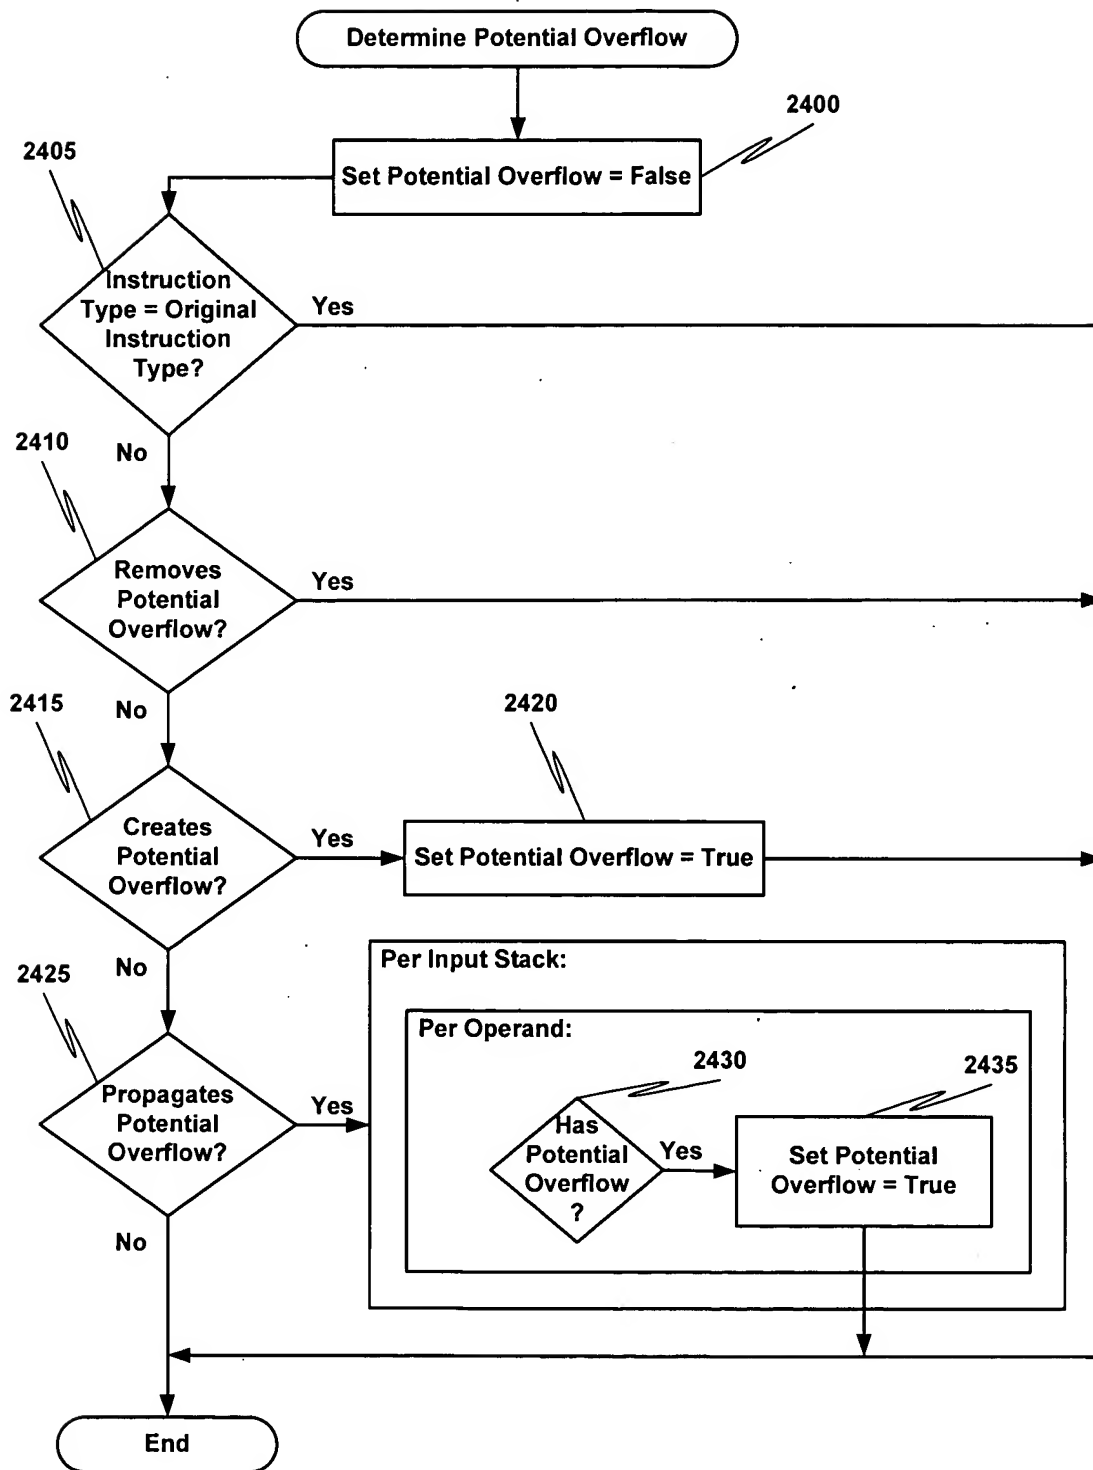 Determine Potential Overflow
2400
2405
Set Potential Overflow = False
Instruction
Type = Original
Instruction
Type?
Yes
No
2410
Removes
Potential
Overflow?
Yes
No
2415
2420
Creates
Potential
Overflow?
Yes
Set Potential Overflow = True
No
2425
Per Input Stack:
Per Operand:
2430
2435
Propagates
Potential
Overflow?
Yes
Has
Potential
Overflow
?
Yes
Set Potential
Overflow = True
No
End